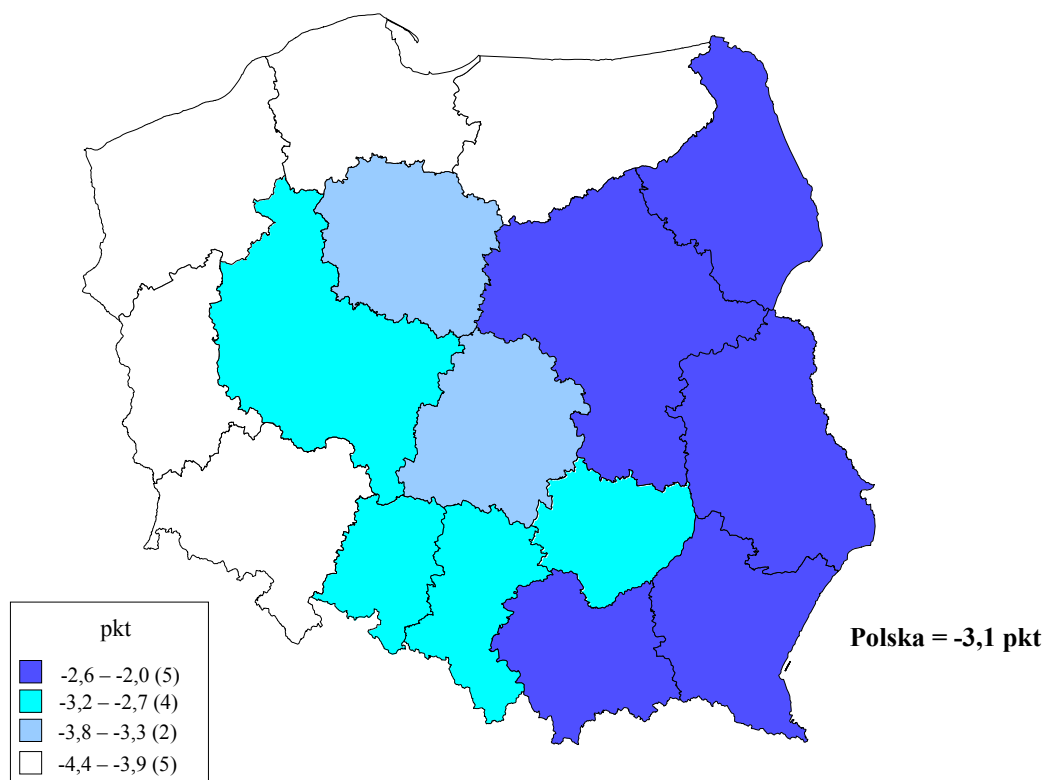 pkt
-2,6 – -2,0 (5)
-3,2 – -2,7 (4)
-3,8 – -3,3 (2)
-4,4 – -3,9 (5)
Polska = -3,1 pkt